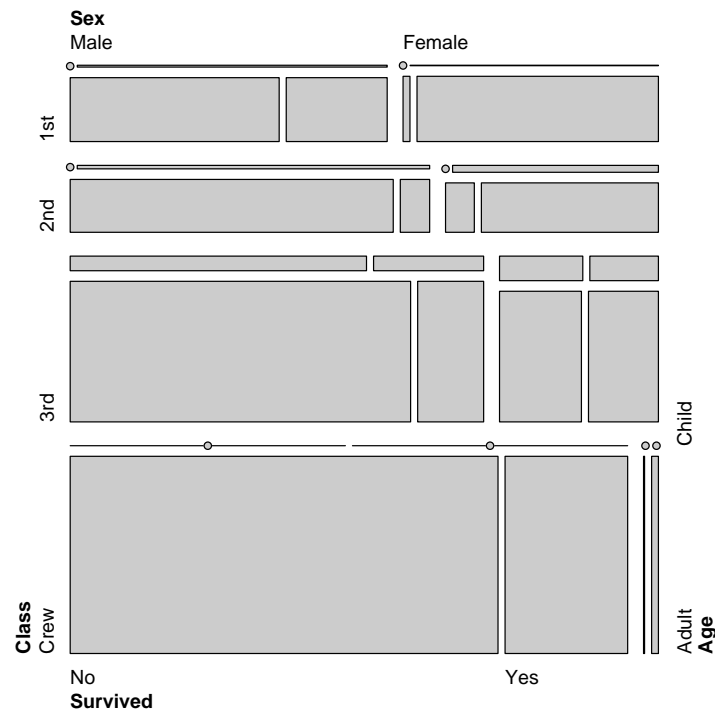 Sex
Male Female
1st
2nd
3rd
Crew
Class
Child
Adult
Age
No Yes
Survived